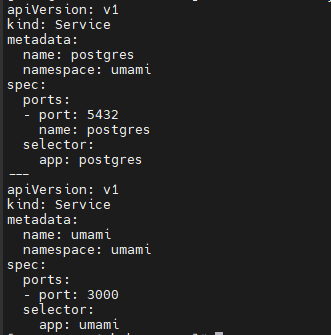 apiVersion: v1
kind: Service
metadata:
  name: postgres
  namespace: umami
spec:
  ports:
  - port: 5432
    name: postgres
  selector:
    app: postgres
---
apiVersion: v1
kind: Service
metadata:
  name: umami
  namespace: umami
spec:
  ports:
  - port: 3000
  selector:
    app: umami